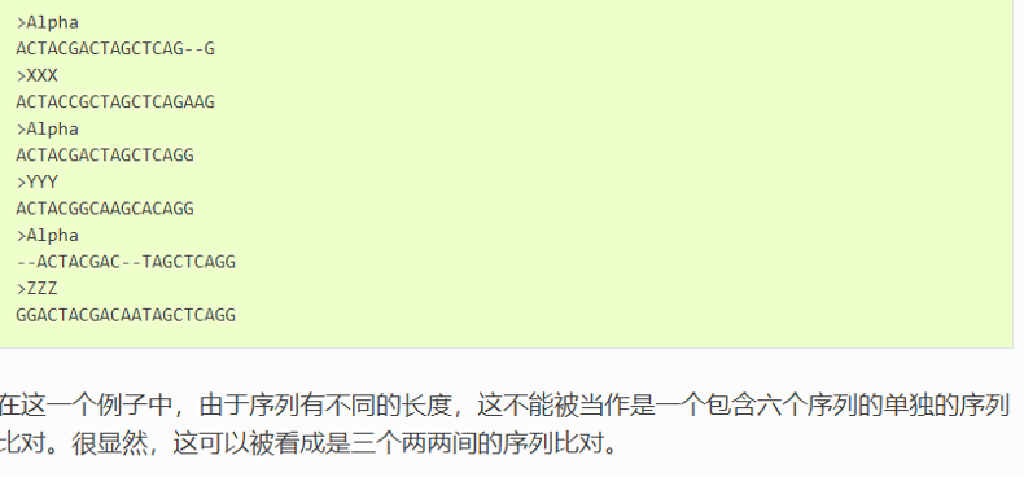 >Alpha
ACTACGACTAGCTCAG--G
>XXX
ACTACCGCTAGCTCAGAAG
>Alpha
ACTACGACTAGCTCAGG
>YYY
ACTACGGCAAGCACAGG
>Alpha
--ACTACGAC--TAGCTCAGG
>ZZZ
GGACTACGACAATAGCTCAGG
在这一个例子中，由于序列有不同的长度，这不能被当作是一个包含六个序列的单独的序列
比对。很显然，这可以被看成是三个两两间的序列比对。